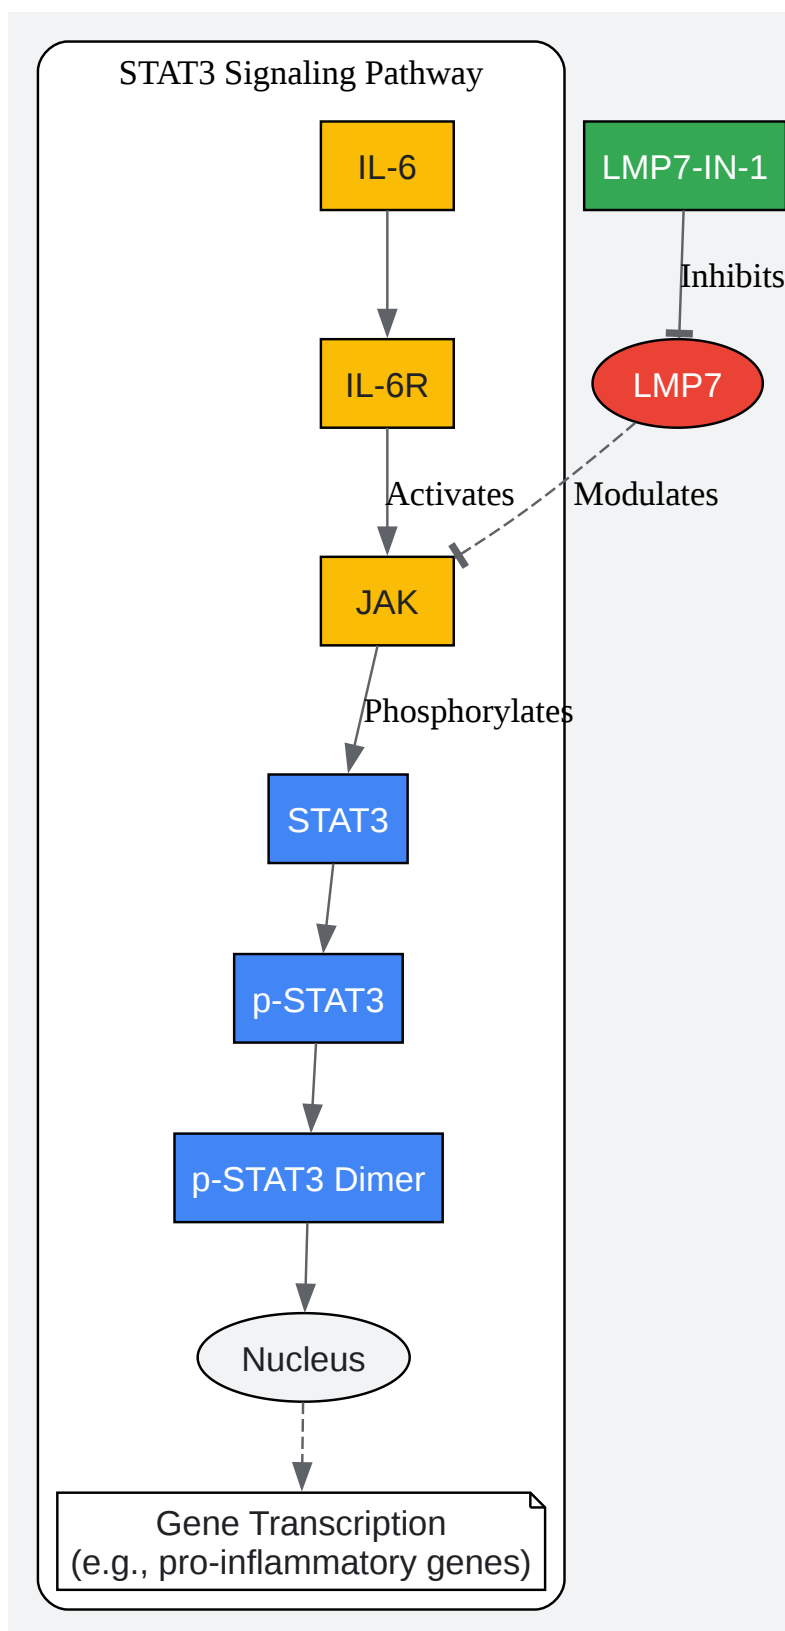 STAT3 Signaling Pathway
IL-6
LMP7-IN-1
Inhibits
IL-6R
LMP7
Activates
Modulates
JAK
Phosphorylates
STAT3
p-STAT3
p-STAT3 Dimer
Nucleus
Gene Transcription
(e.g., pro-inflammatory genes)